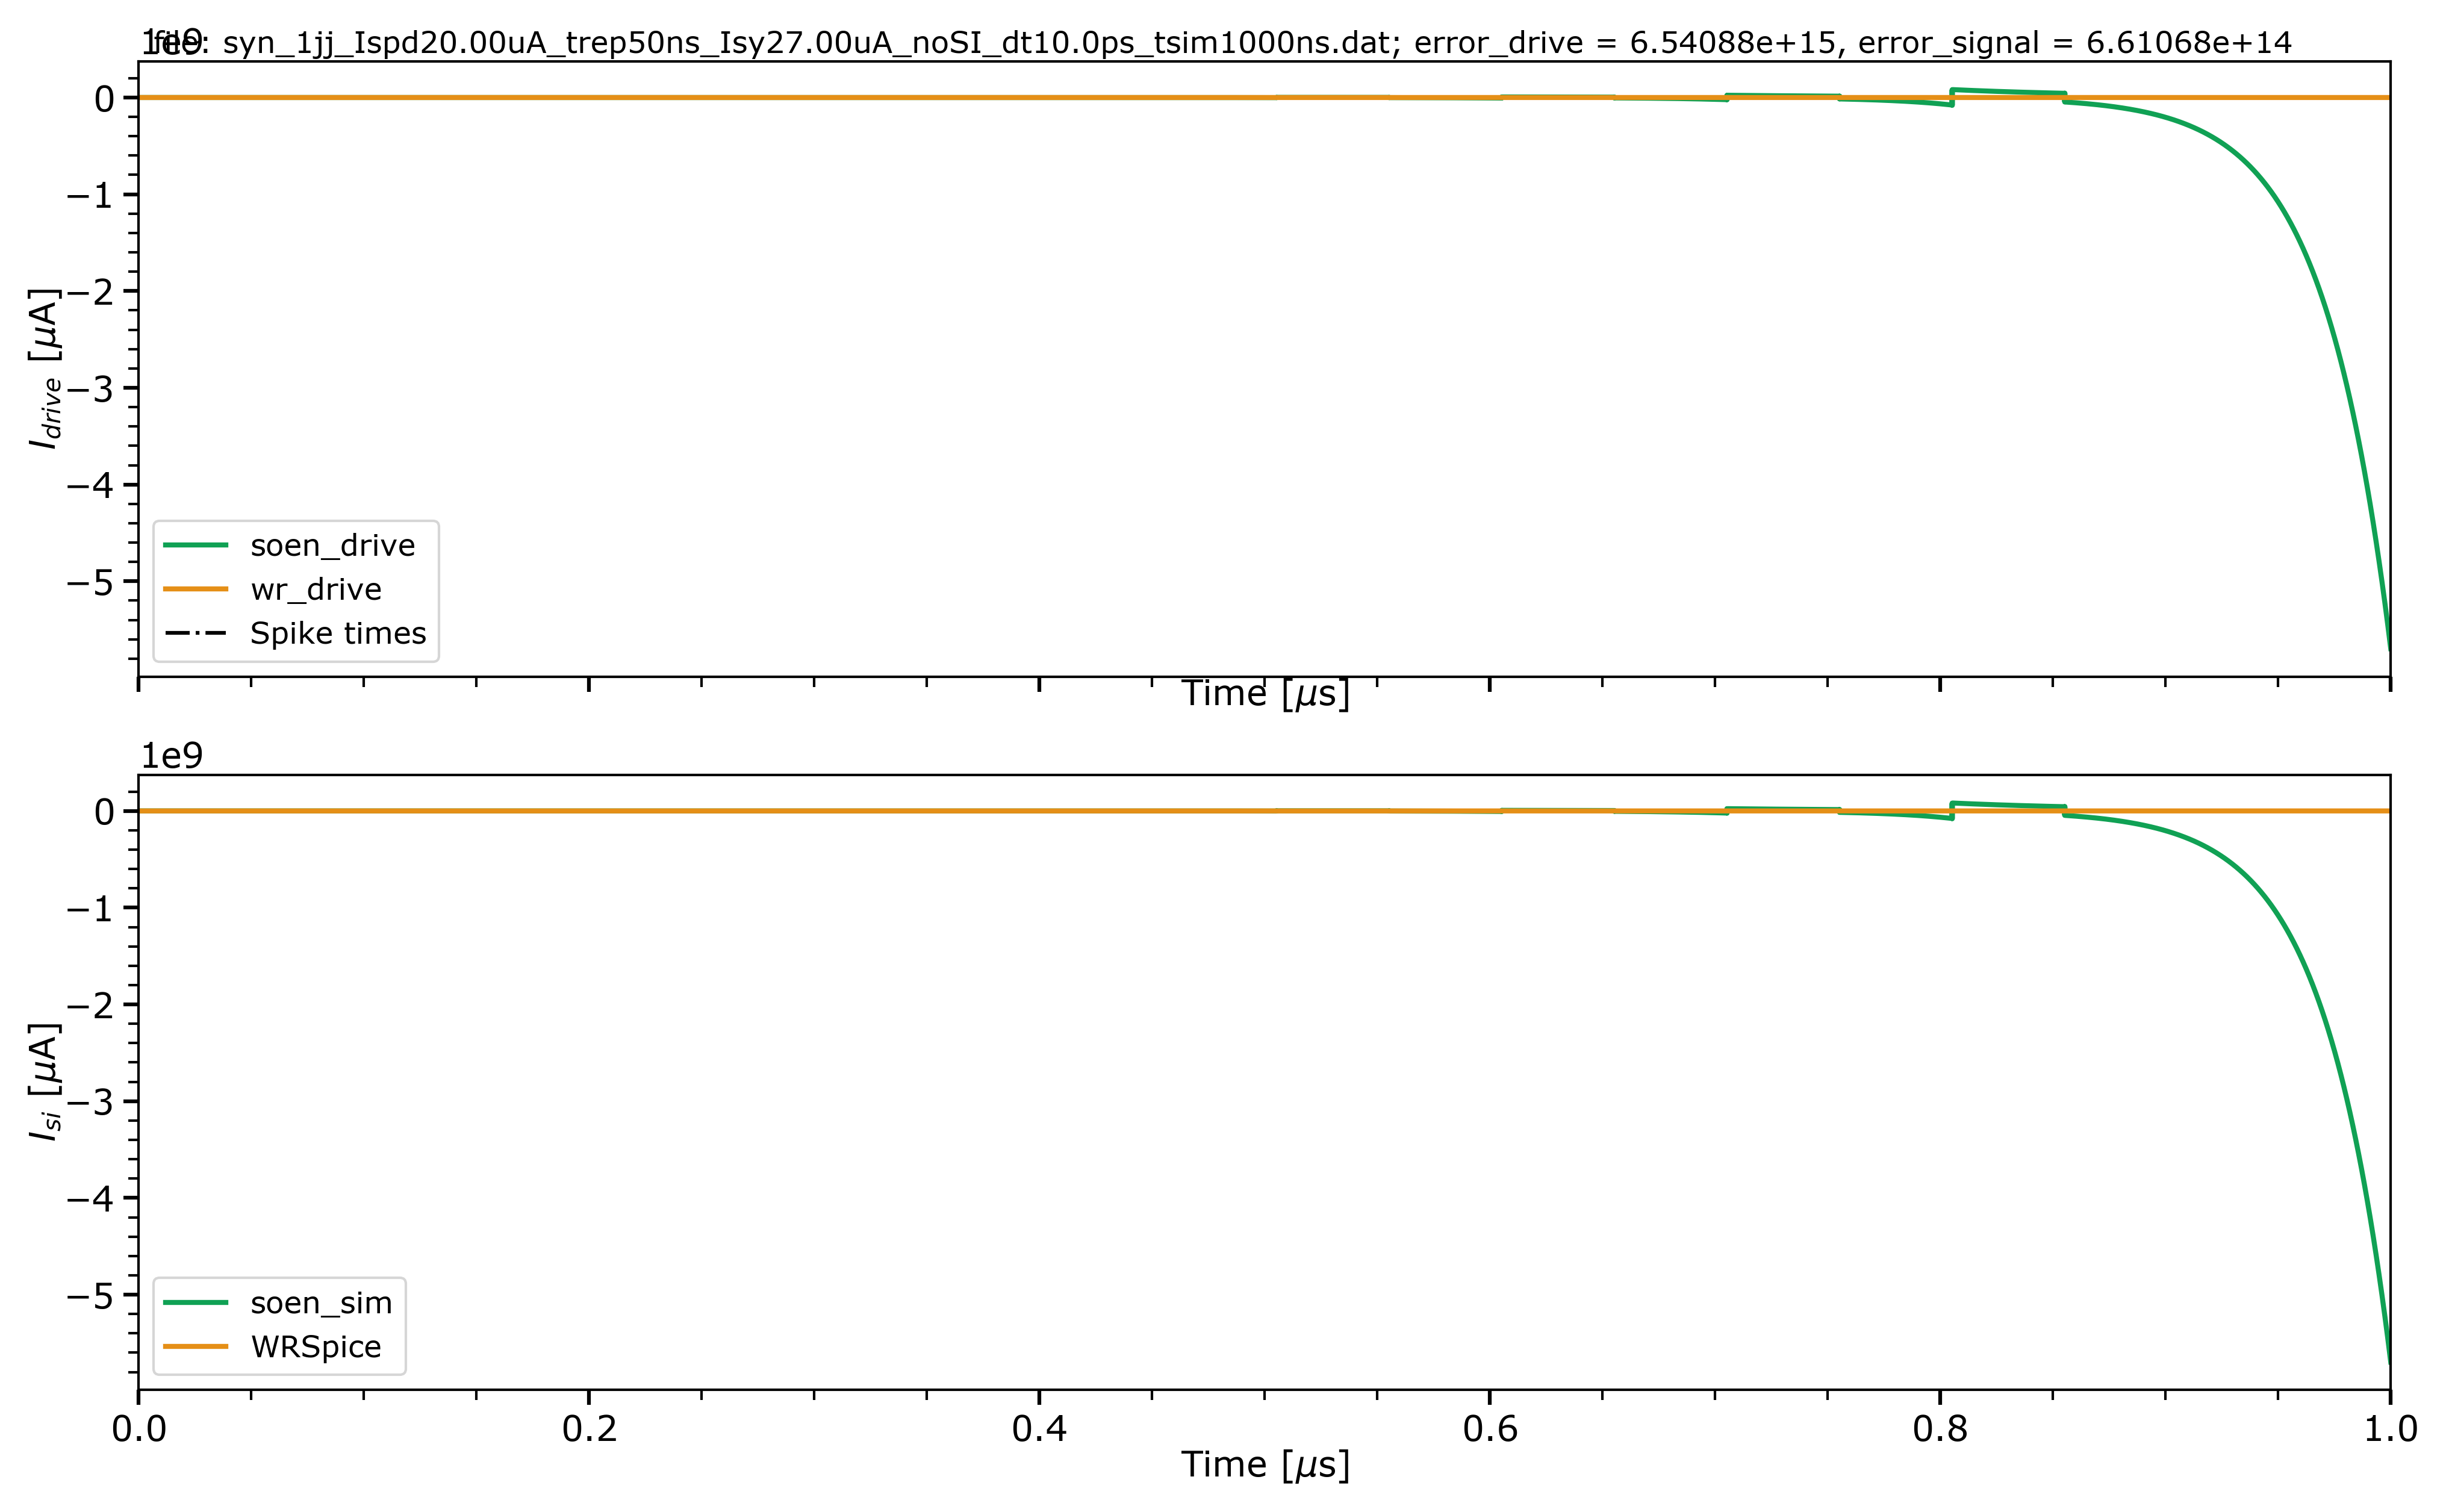 1e9
file: syn_1jj_Ispd20.00uA_trep50ns_Isy27.00uA_noSI_dt10.0ps_tsim1000ns.dat; error_drive = 6.54088e+15, error_signal = 6.61068e+14
0
−1
−2
−3
−4
−5
I_drive [μA]
soen_drive
wr_drive
Spike times
Time [μs]
1e9
0
−1
−2
−3
−4
−5
I_si [μA]
soen_sim
WRSpice
0.0 0.2 0.4 0.6 0.8 1.0
Time [μs]